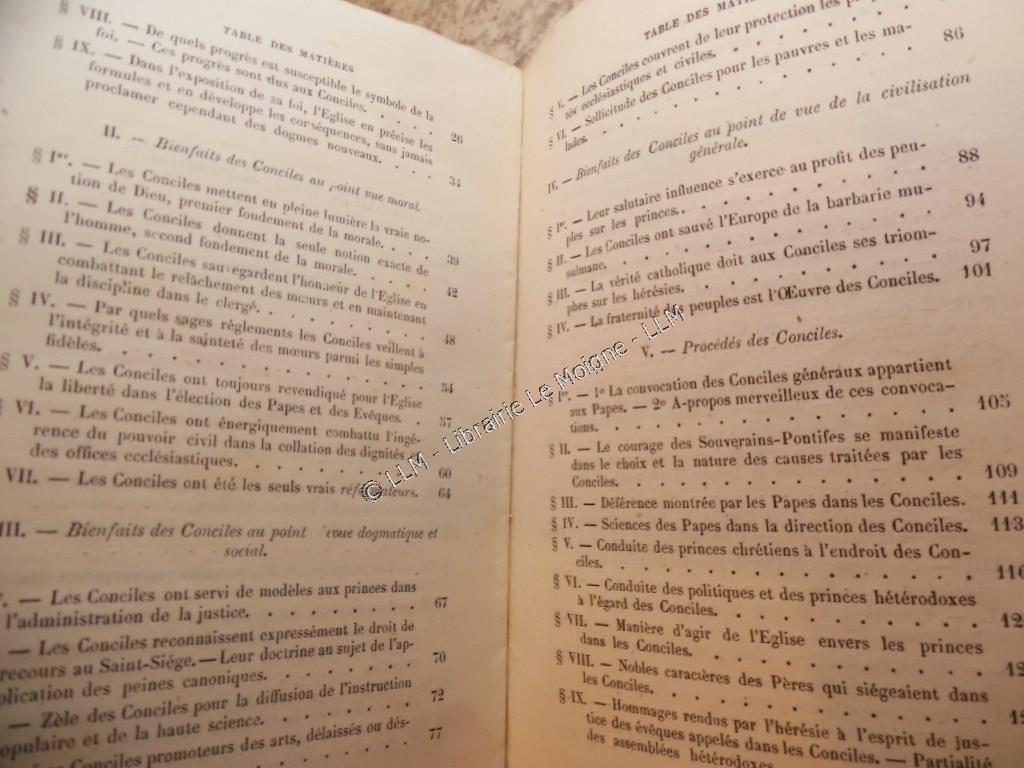 TABLE DES MATIÈRES
§ VIII. — De quels progrès est susceptible le symbole de la
foi. — Ces progrès sont dus aux Conciles. . . . . 26
§ IX. — Dans l'exposition de sa foi, l'Eglise en précise les
formules et en développe les conséquences, sans jamais
proclamer cependant des dogmes nouveaux. . . . 34
II. — Bienfaits des Conciles au point vue moral.
§ Ier. — Les Conciles mettent en pleine lumière la vraie no-
tion de Dieu, premier fondement de la morale. . . 39
§ II. — Les Conciles donnent la seule notion exacte de
l'homme, second fondement de la morale. . . . . 42
§ III. — Les Conciles sauvegardent l'honneur de l'Eglise en
combattant le relâchement des mœurs et en maintenant
la discipline dans le clergé. . . . . . . . 48
§ IV. — Par quels sages réglements les Conciles veillent à
l'intégrité et à la sainteté des mœurs parmi les simples
fidèles. . . . . . . . . . . . 54
§ V. — Les Conciles ont toujours revendiqué pour l'Eglise
la liberté dans l'élection des Papes et des Evêques. . 57
§ VI. — Les Conciles ont énergiquement combattu l'ingé-
rence du pouvoir civil dans la collation des dignités
des offices ecclésiastiques. . . . . . . . 60
VII. — Les Conciles ont été les seuls vrais réformateurs. 64
III. — Bienfaits des Conciles au point vue dogmatique et
social.
— Les Conciles ont servi de modèles aux princes dans
l'administration de la justice. . . . . . . . 67
— Les Conciles reconnaissent expressément le droit de
recours au Saint-Siége. — Leur doctrine au sujet de l'ap-
plication des peines canoniques. . . . . . . 70
— Zèle des Conciles pour la diffusion de l'instruction
populaire et de la haute science. . . . . . . 72
Conciles promoteurs des arts, délaissés ou dés-
77
TABLE DES MATIÈRES
§ V. — Les Conciles couvrent de leur protection les
tés ecclésiastiques et civiles. . . . . . .
§ VI. — Sollicitude des Conciles pour les pauvres et les ma-
lades. . . . . . . . . . . . 86
IV. — Bienfaits des Conciles au point de vue de la civilisation
générale.
§ Ier. — Leur salutaire influence s'exerce au profit des peu-
ples sur les princes. . . . . . . . . . 88
§ II. — Les Conciles ont sauvé l'Europe de la barbarie mu-
sulmane. . . . . . . . . . . 94
§ III. — La vérité catholique doit aux Conciles ses triom-
phes sur les hérésies. . . . . . . . . . 97
§ IV. — La fraternité des peuples est l'Œuvre des Conciles. 101
V. — Procédés des Conciles.
§ Ier. — 1º La convocation des Conciles généraux appartient
aux Papes. — 2º A-propos merveilleux de ces convoca-
tions. . . . . . . . . . . . 105
§ II. — Le courage des Souverains-Pontifes se manifeste
dans le choix et la nature des causes traitées par les
Conciles. . . . . . . . . . . 109
§ III. — Déférence montrée par les Papes dans les Conciles. 111
§ IV. — Sciences des Papes dans la direction des Conciles. 113
§ V. — Conduite des princes chrétiens à l'endroit des Con-
ciles. . . . . . . . . . . . 116
§ VI. — Conduite des politiques et des princes hétérodoxes
à l'égard des Conciles. . . . . . . . .
§ VII. — Manière d'agir de l'Eglise envers les princes
dans les Conciles. . . . . . . . . .
§ VIII. — Nobles caractères des Pères qui siégeaient dans
les Conciles. . . . . . . . . . .
§ IX. — Hommages rendus par l'hérésie à l'esprit de jus-
tice des évêques appelés dans les Conciles. — Partialité
des assemblées hétérodoxes
© LLM - Librairie Le Moigne - LLM